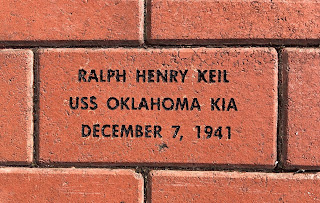 RALPH HENRY KEIL
USS OKLAHOMA KIA
DECEMBER 7, 1941